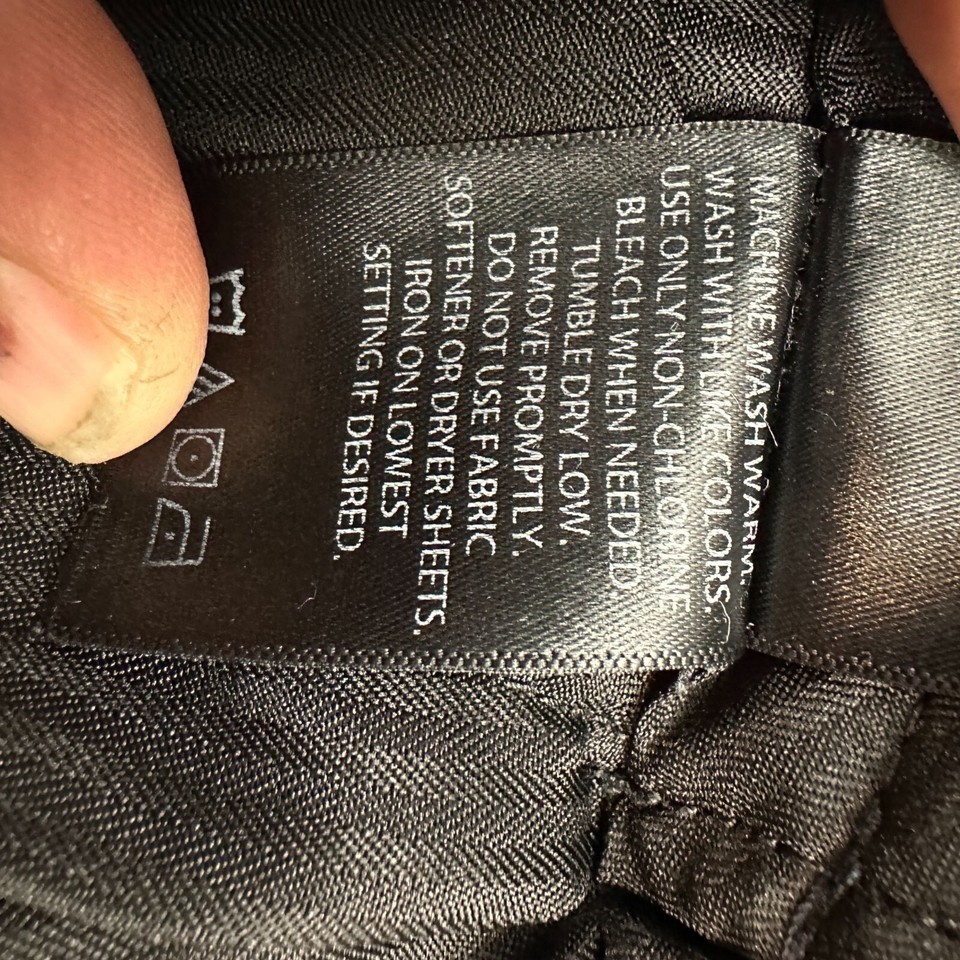 MACHINE WASH WARM.
WASH WITH LIKE COLORS.
USE ONLY NON-CHLORINE
BLEACH WHEN NEEDED
TUMBLE DRY LOW.
REMOVE PROMPTLY.
DO NOT USE FABRIC
SOFTENER OR DRYER SHEETS.
IRON ON LOWEST
SETTING IF DESIRED.